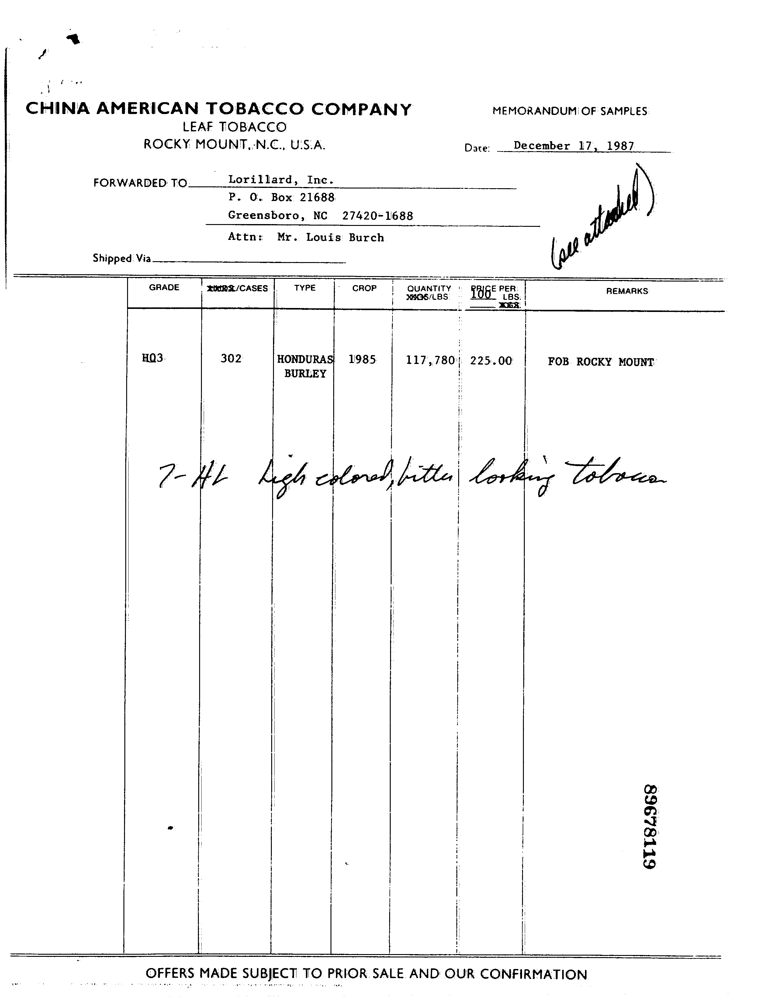 CHINA AMERICAN TOBACCO COMPANY
LEAF TOBACCO
ROCKY MOUNT, N.C., U.S.A.
MEMORANDUM OF SAMPLES
Date: December 17, 1987
FORWARDED TO Lorillard, Inc.
P. O. Box 21688
Greensboro, NC 27420-1688
Attn: Mr. Louis Burch
(see attached)
Shipped Via
GRADE /CASES TYPE CROP QUANTITY /LBS PRICE PER 100 LBS. REMARKS
HQ3 302 HONDURAS BURLEY 1985 117,780 225.00 FOB ROCKY MOUNT
7-HL high colored, bitter looking tobacco
89678119
OFFERS MADE SUBJECT TO PRIOR SALE AND OUR CONFIRMATION